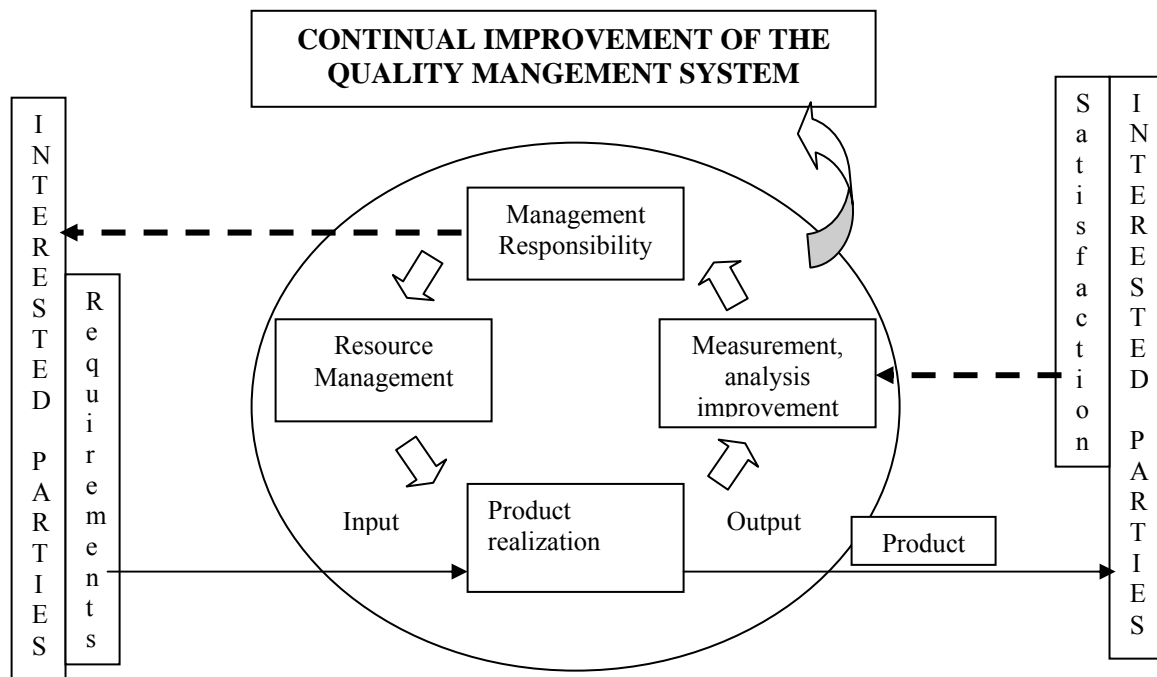 CONTINUAL IMPROVEMENT OF THE
QUALITY MANGEMENT SYSTEM
INTERESTED PARTIES
Requirements
Management
Responsibility
Resource
Management
Measurement,
analysis
improvement
Input
Product
realization
Output
Product
Satisfaction
INTERESTED PARTIES